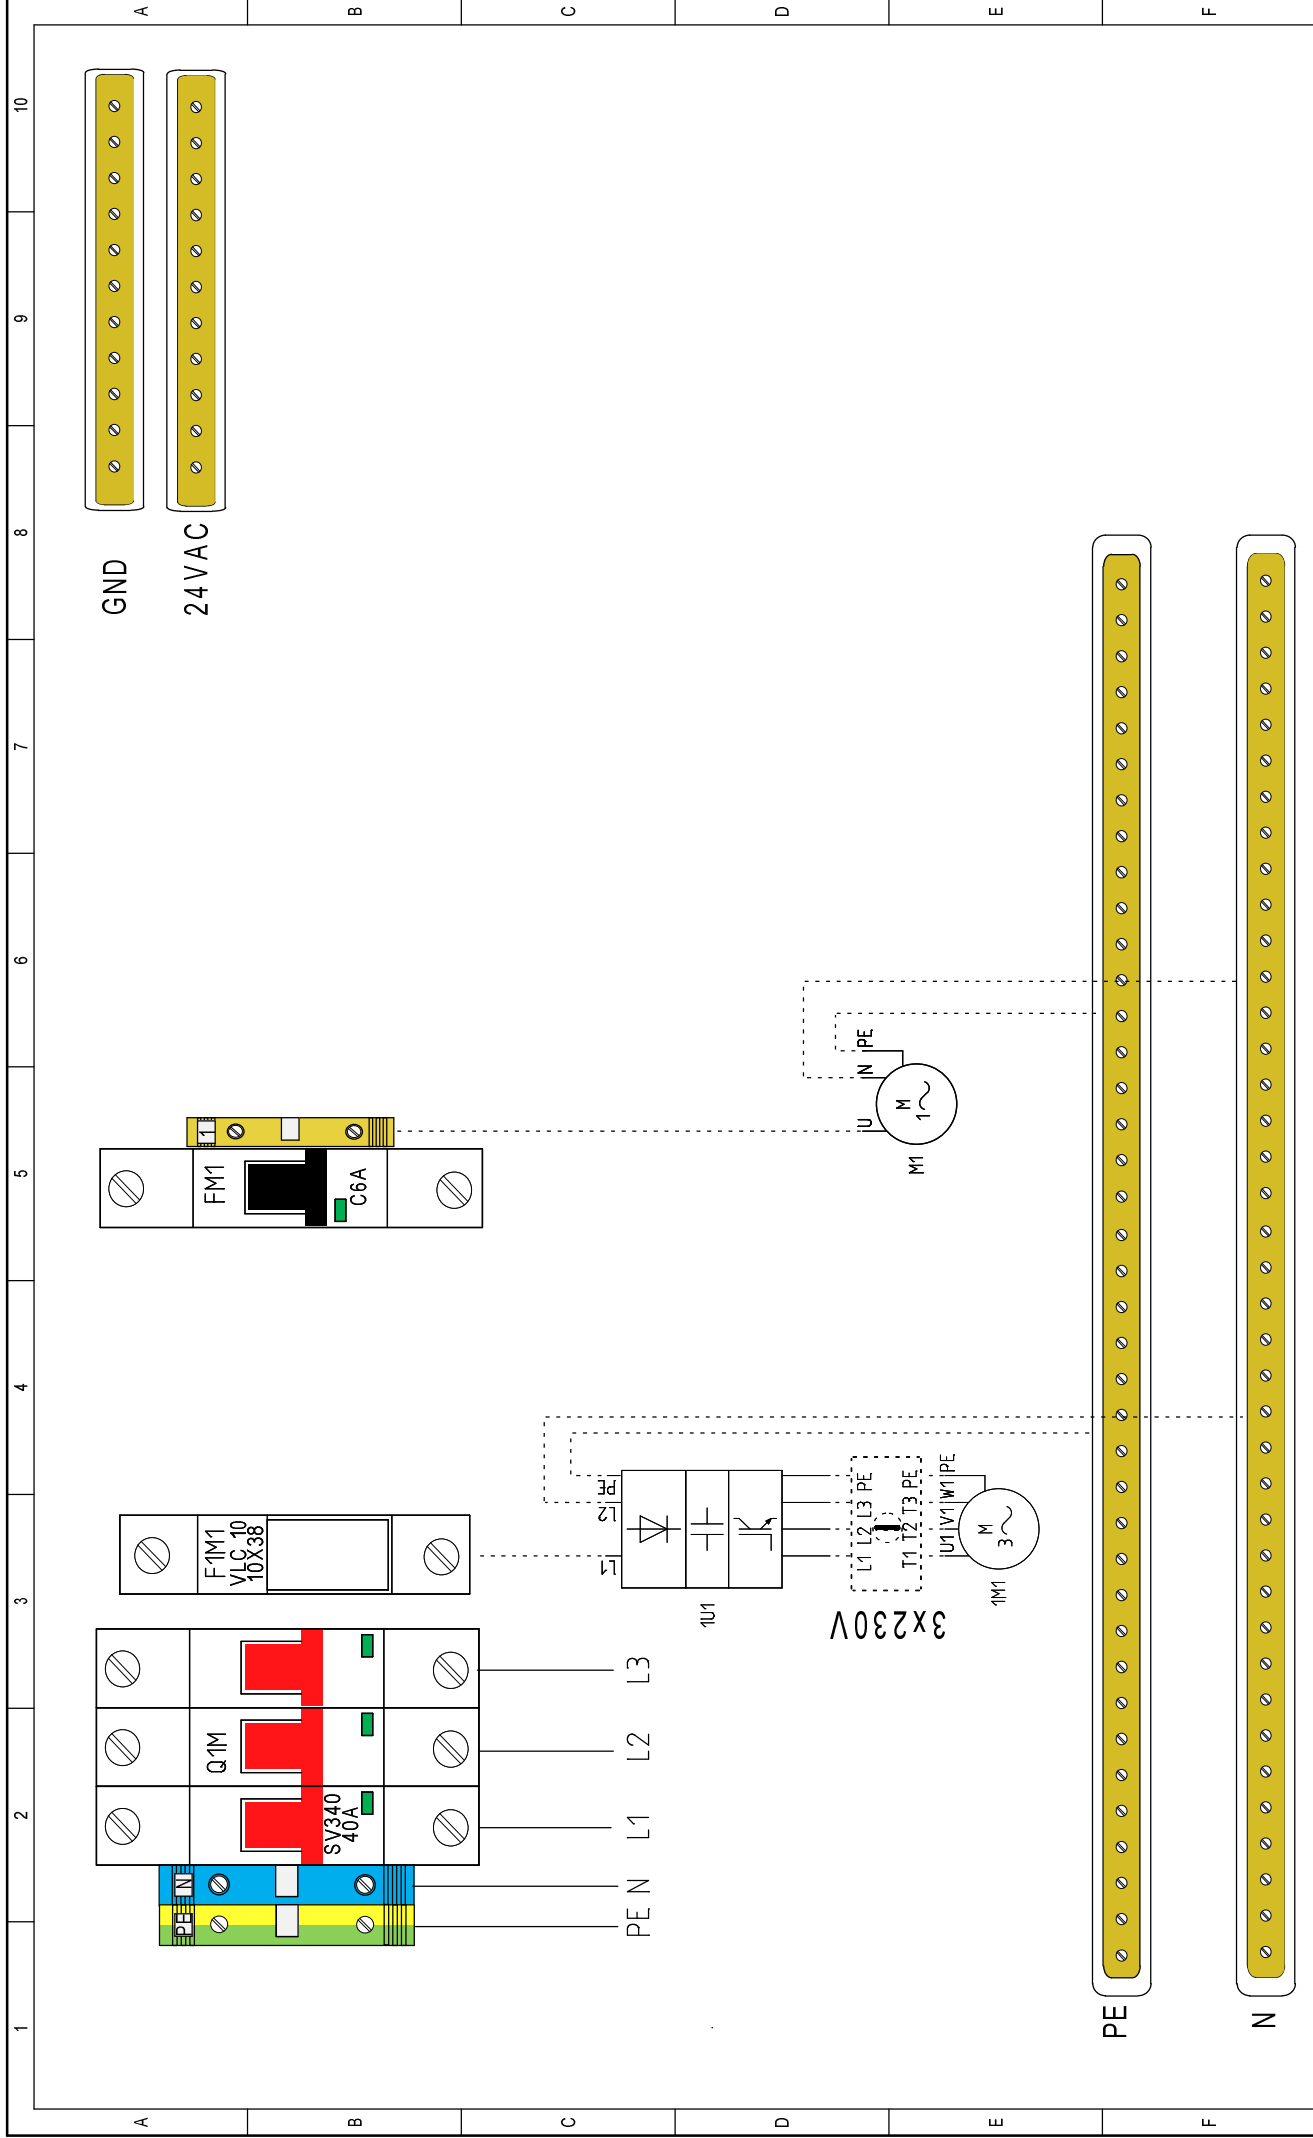 1 2 3 4 5 6 7 8 9 10
A A
B B
C C
D D
E E
F F
GND
24VAC
PE
N
Q1M
SV340
40A
PE
N
L1
L2
L3
F1M1
VLC 10
10X38
FM1
C6A
1
L1
L2
PE
1U1
L1 L2 L3 PE
T1 T2 T3 PE
3x230V
U1 V1 W1 PE
M
3
1M1
U
N
PE
M
1
M1
PE
N